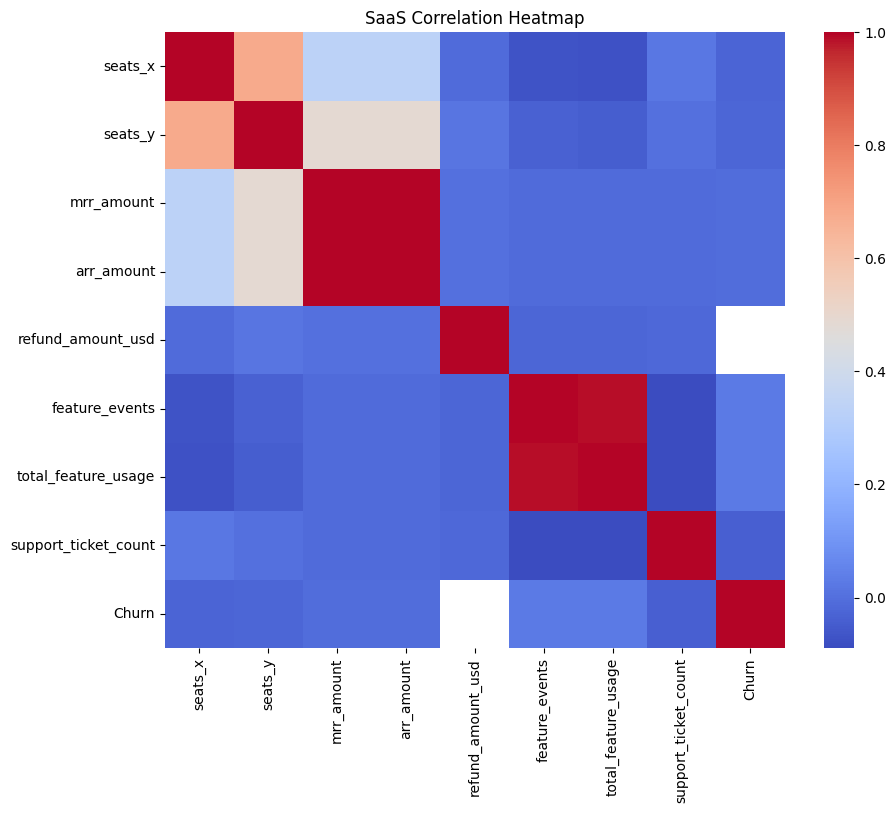 SaaS Correlation Heatmap
seats_x
seats_y
mrr_amount
arr_amount
refund_amount_usd
feature_events
total_feature_usage
support_ticket_count
Churn
seats_x
seats_y
mrr_amount
arr_amount
refund_amount_usd
feature_events
total_feature_usage
support_ticket_count
Churn
1.0
0.8
0.6
0.4
0.2
0.0